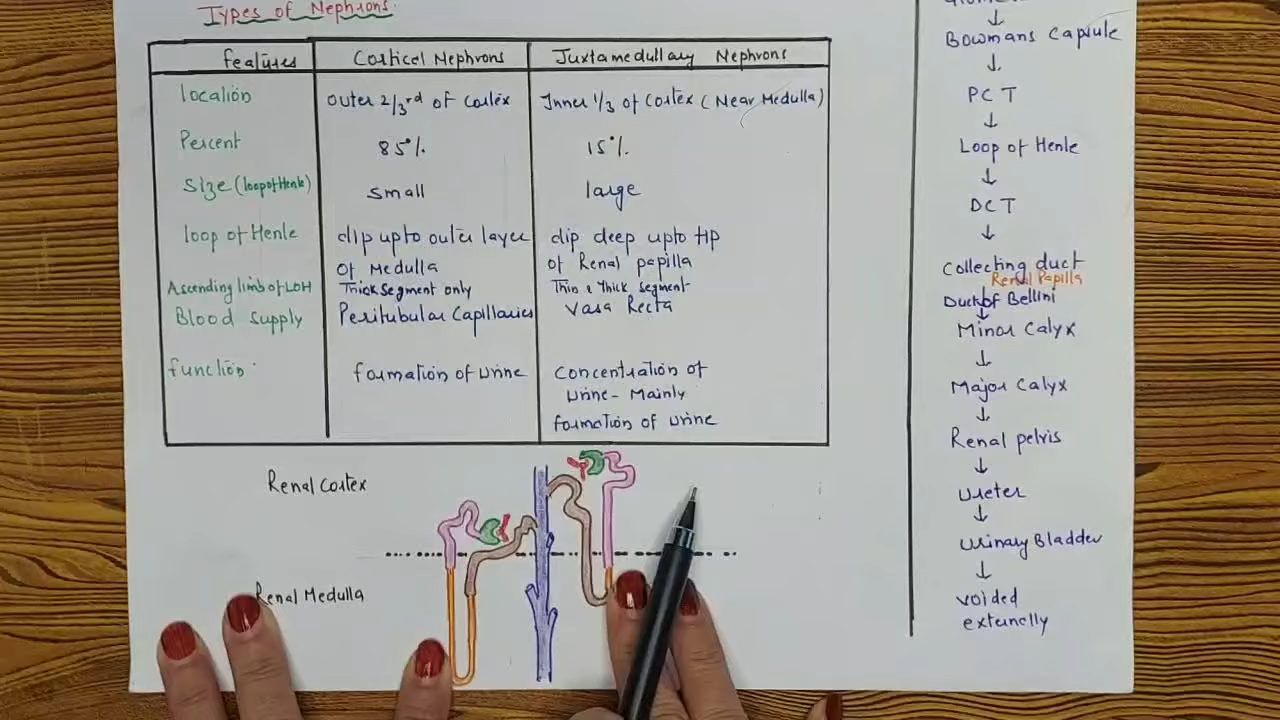 Types of Nephrons.
features
Cortical Nephrons
Juxtamedullary Nephrons
location
outer 2/3rd of cortex
Inner 1/3 of cortex (Near Medulla)
Percent
85%
15%
Size (loop of Henle)
small
large
loop of Henle
dip upto outer layer
of Medulla
dip deep upto tip
of Renal papilla
Ascending limb of LOH
Thick segment only
Thin & Thick segment
Blood supply
Peritubular Capillaries
Vasa Recta
function
formation of urine
concentration of
urine - Mainly
formation of urine
Renal Cortex
Renal Medulla
Bowmans Capsule
↓
PCT
↓
Loop of Henle
↓
DCT
↓
Collecting duct
Renal Papilla
Duct of Bellini
↓
Minor Calyx
↓
Major Calyx
↓
Renal pelvis
↓
Ureter
↓
Urinary Bladder
↓
voided
externally